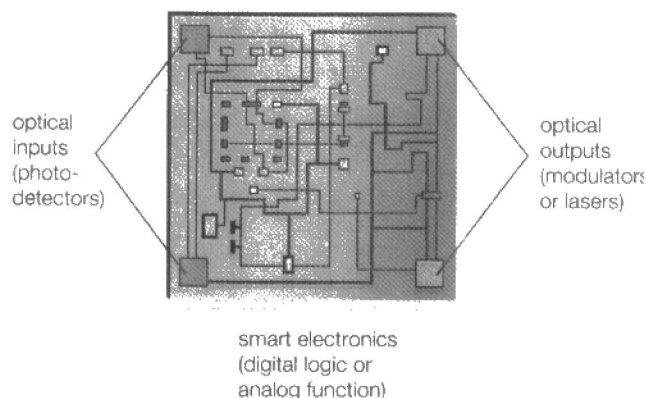 optical
inputs
(photo-
detectors)
optical
outputs
(modulators
or lasers)
smart electronics
(digital logic or
analog function)